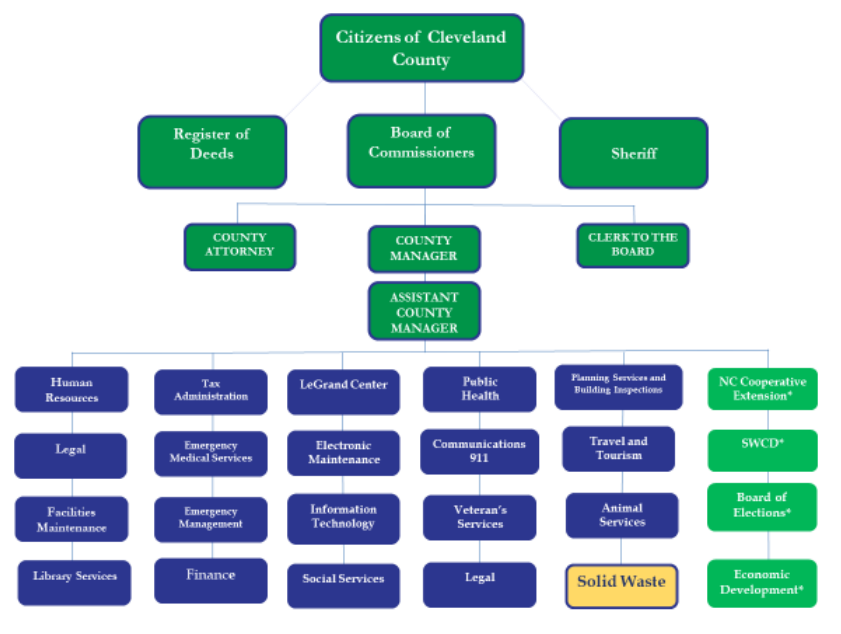 Citizens of Cleveland
County
Register of
Deeds
Board of
Commissioners
Sheriff
COUNTY
ATTORNEY
COUNTY
MANAGER
CLERK TO THE
BOARD
ASSISTANT
COUNTY
MANAGER
Human
Resources
Tax
Administration
LeGrand Center
Public
Health
Planning Services and
Building Inspections
NC Cooperative
Extension*
Legal
Emergency
Medical Services
Electronic
Maintenance
Communications
911
Travel and
Tourism
SWCD*
Facilities
Maintenance
Emergency
Management
Information
Technology
Veteran's
Services
Animal
Services
Board of
Elections*
Library Services
Finance
Social Services
Legal
Solid Waste
Economic
Development*